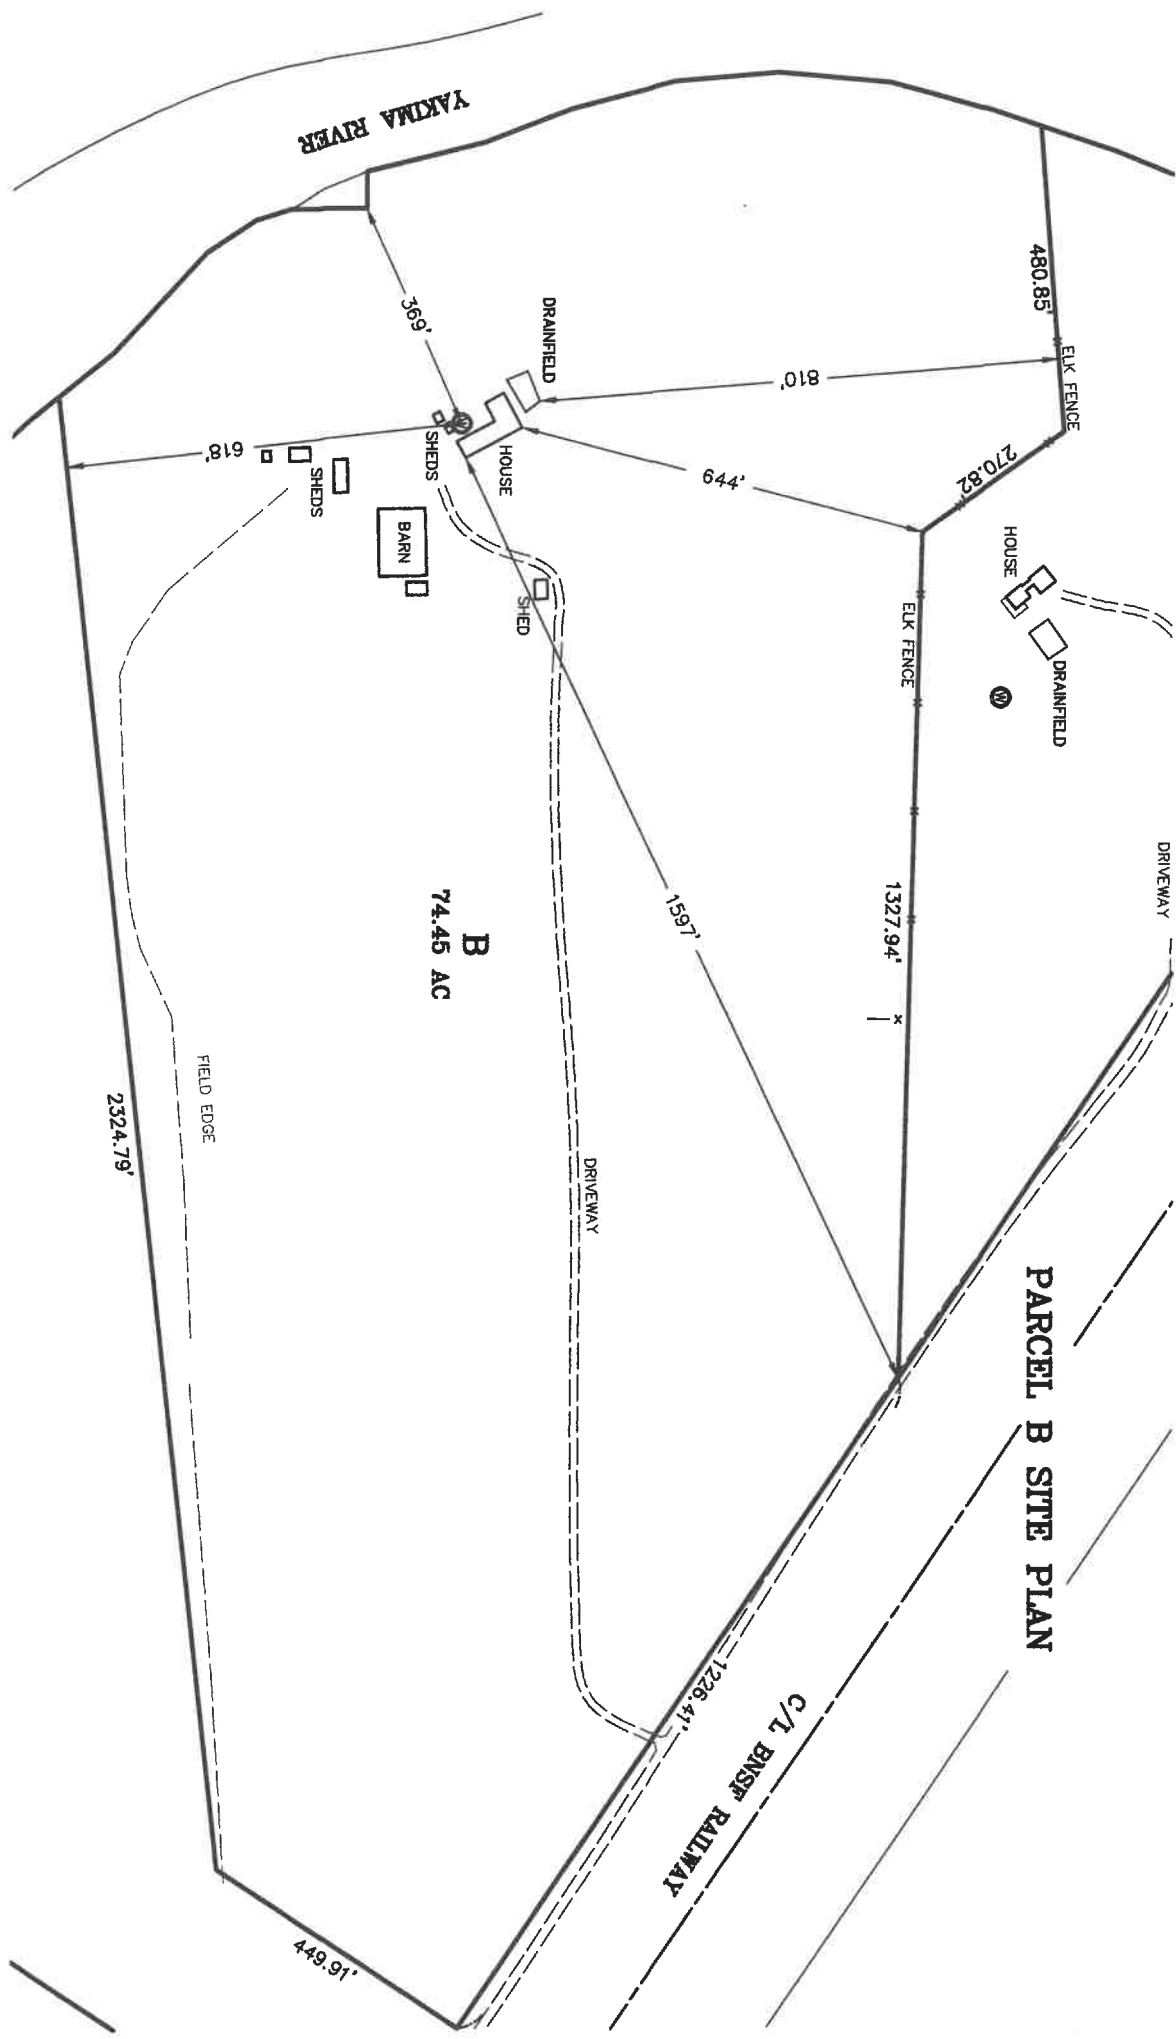 PARCEL B SITE PLAN
YAKIMA RIVER
480.85'
ELK FENCE
270.82'
810'
644'
369'
618'
DRAINFIELD
HOUSE
W
SHEDS
SHEDS
BARN
SHED
HOUSE
DRAINFIELD
W
ELK FENCE
1327.94'
DRIVEWAY
1597'
B
74.45 AC
FIELD EDGE
2324.79'
DRIVEWAY
1226.41'
C/L BNSF RAILWAY
449.91'